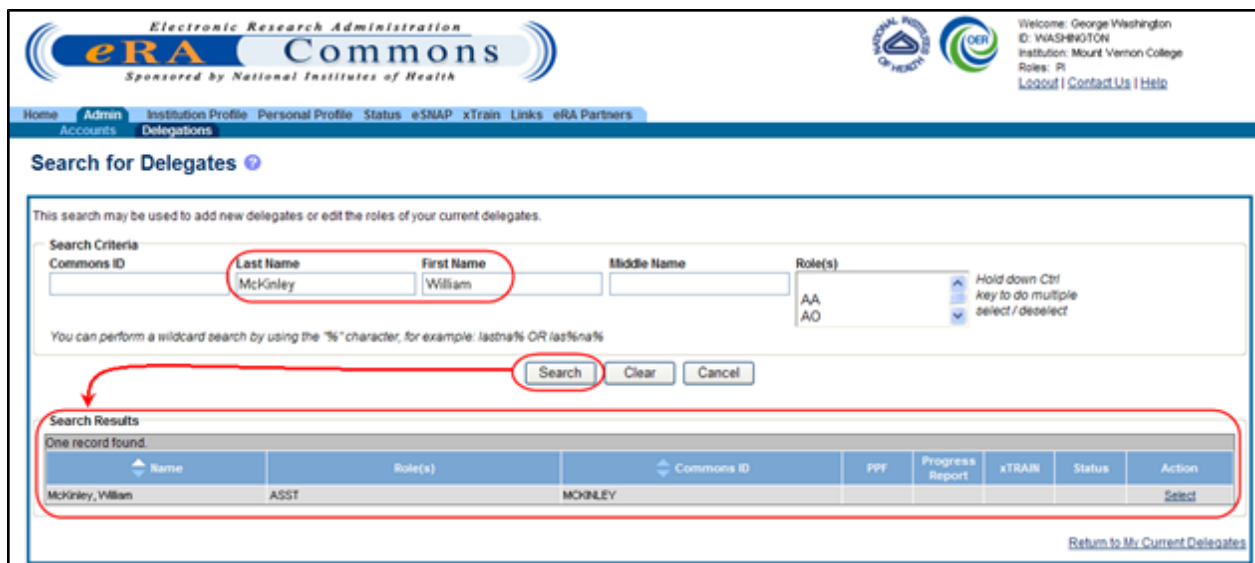 Electronic Research Administration
eRA Commons
Sponsored by National Institutes of Health
NATIONAL INSTITUTES OF HEALTH
OER
Welcome: George Washington
ID: WASHINGTON
Institution: Mount Vernon College
Roles: PI
Logout | Contact Us | Help
Home Admin Institution Profile Personal Profile Status eSNAP xTrain Links eRA Partners
Accounts Delegations
Search for Delegates ?
This search may be used to add new delegates or edit the roles of your current delegates.
Search Criteria
Commons ID Last Name First Name Middle Name Role(s)
McKinley William
AA
AO
Hold down Ctrl
key to do multiple
select / deselect
You can perform a wildcard search by using the "%" character, for example: lastna% OR las%na%
Search Clear Cancel
Search Results
One record found.
Name Role(s) Commons ID PPF Progress Report xTRAIN Status Action
McKinley, William ASST MCKINLEY Select
Return to My Current Delegates